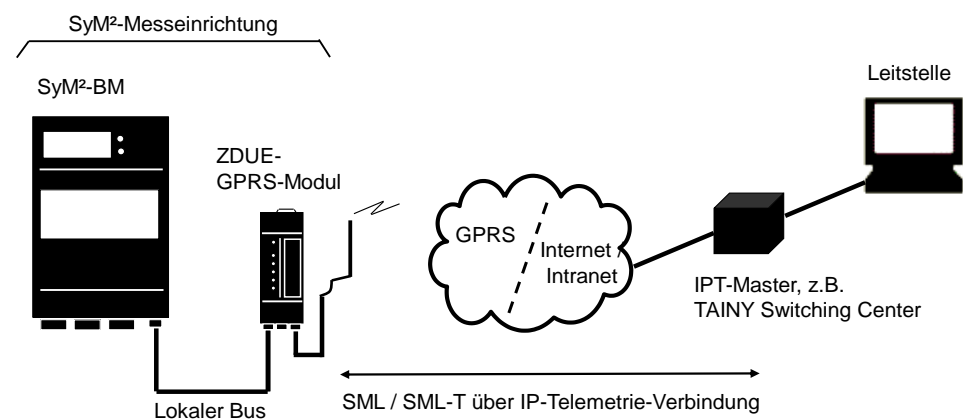 SyM²-Messeinrichtung
SyM²-BM
Leitstelle
ZDUE-
GPRS-Modul
GPRS
Internet /
Intranet
IPT-Master, z.B.
TAINY Switching Center
SML / SML-T über IP-Telemetrie-Verbindung
Lokaler Bus